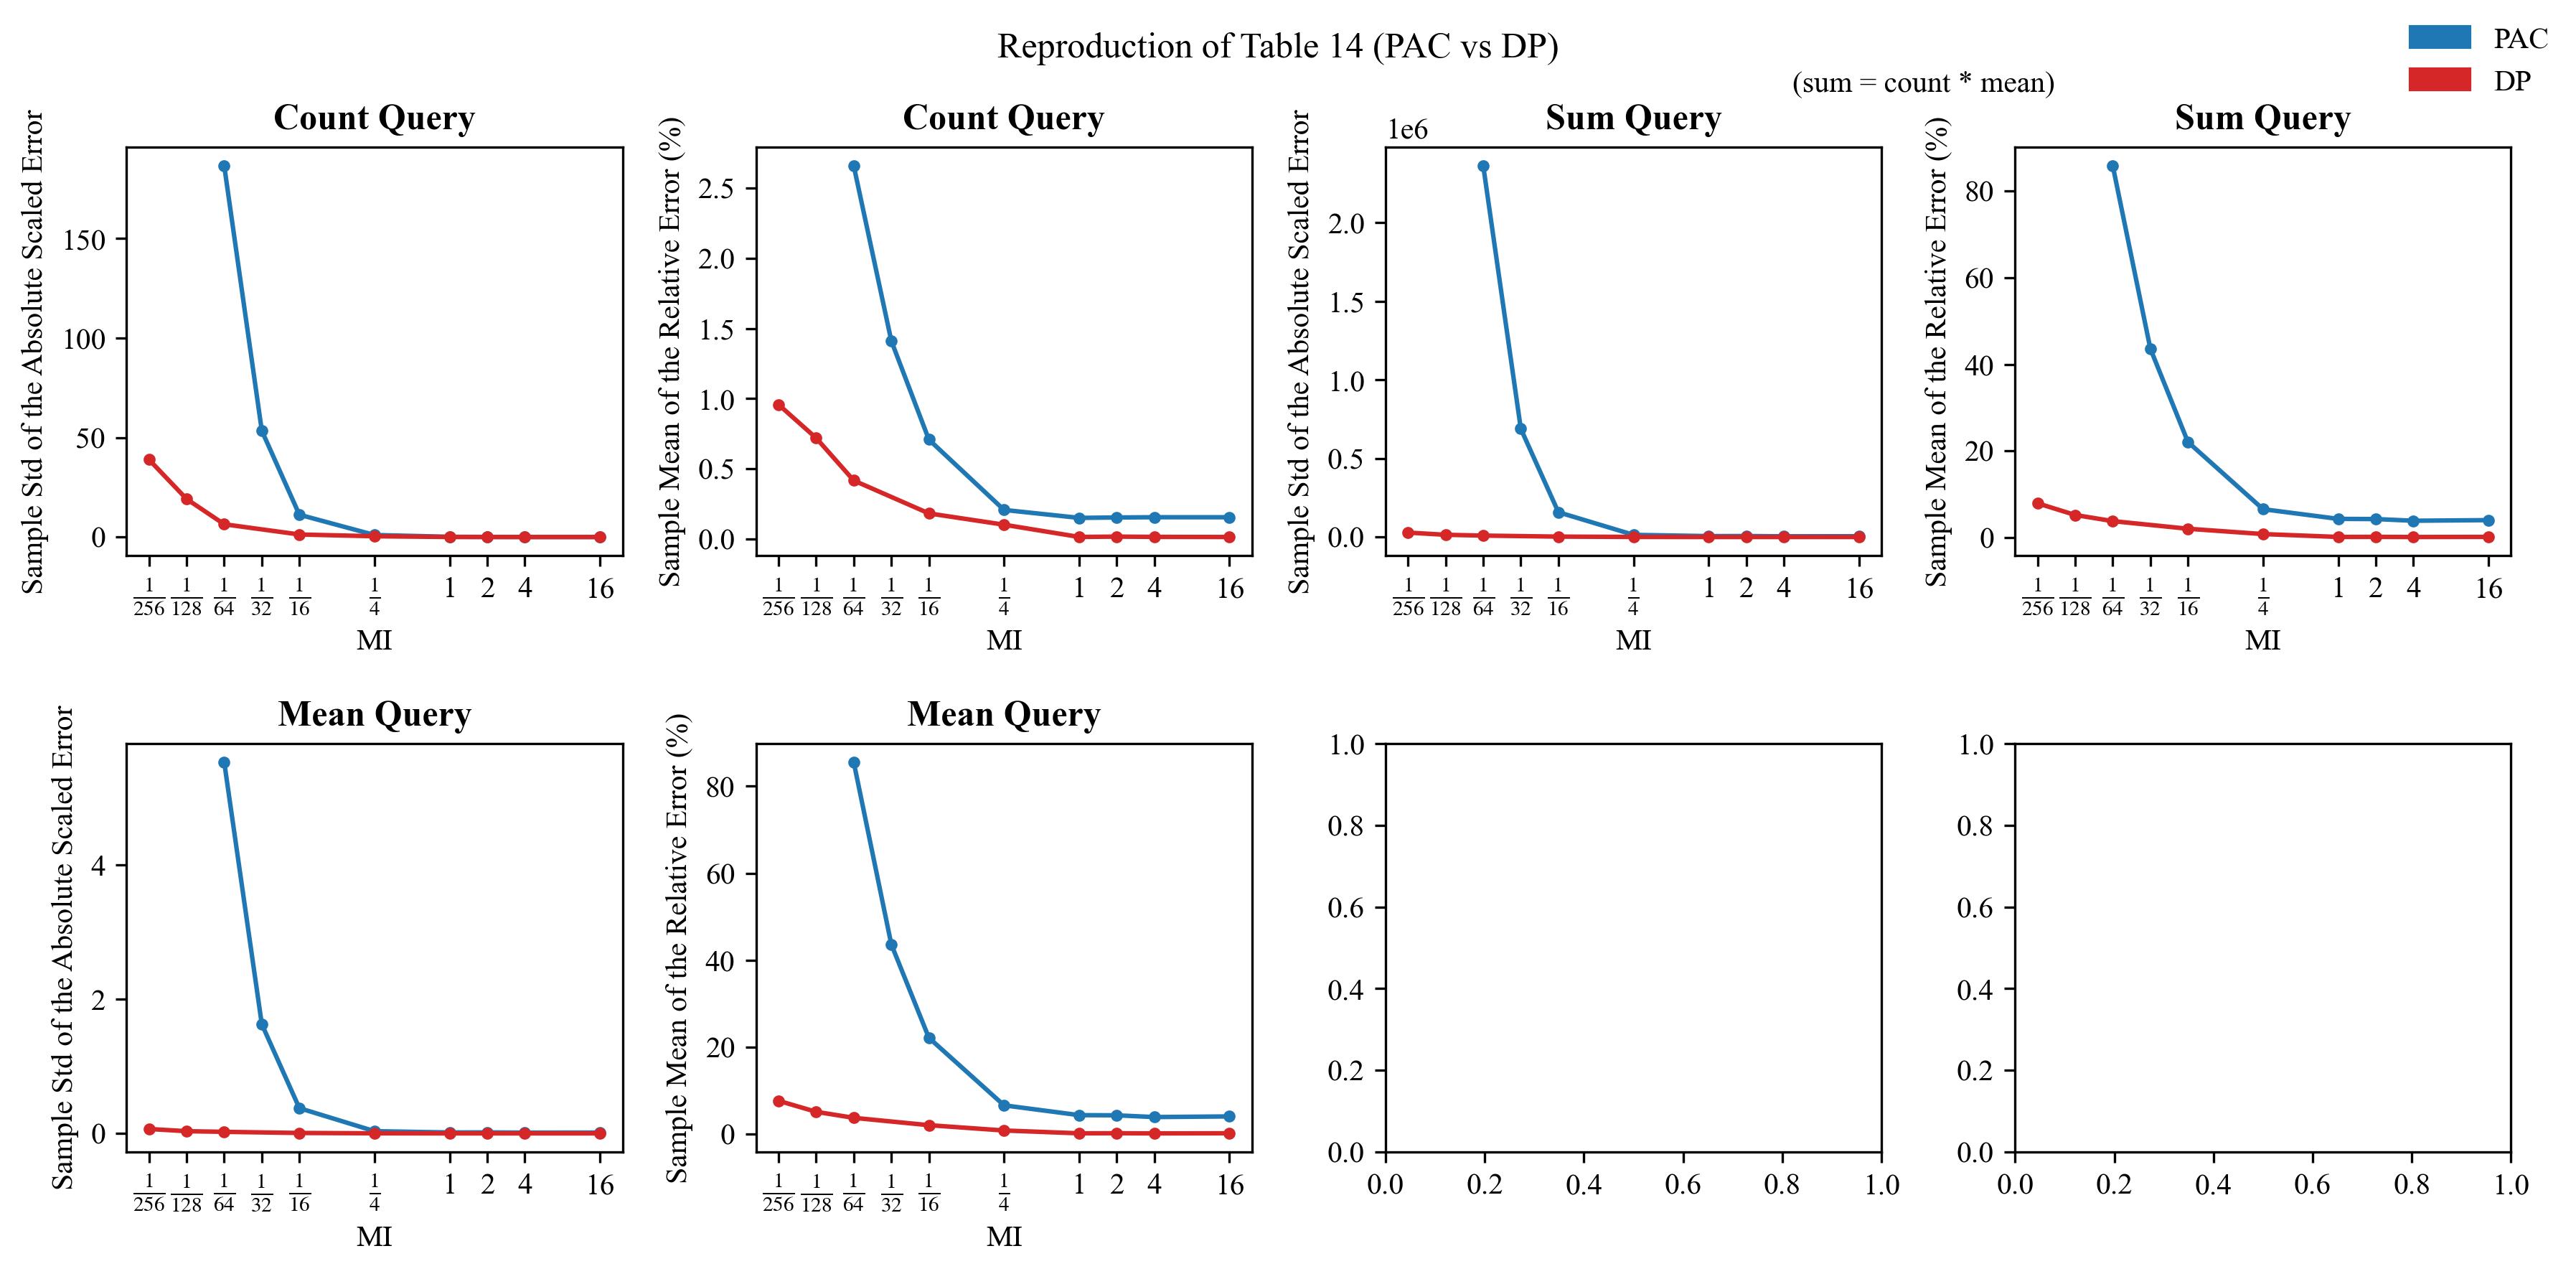 Reproduction of Table 14 (PAC vs DP)
PAC
DP
(sum = count * mean)
Count Query
Sample Std of the Absolute Scaled Error
150
100
50
0
1/256 1/128 1/64 1/32 1/16 1/4 1 2 4 16
MI
Count Query
Sample Mean of the Relative Error (%)
2.5
2.0
1.5
1.0
0.5
0.0
1/256 1/128 1/64 1/32 1/16 1/4 1 2 4 16
MI
Sum Query
1e6
Sample Std of the Absolute Scaled Error
2.0
1.5
1.0
0.5
0.0
1/256 1/128 1/64 1/32 1/16 1/4 1 2 4 16
MI
Sum Query
Sample Mean of the Relative Error (%)
80
60
40
20
0
1/256 1/128 1/64 1/32 1/16 1/4 1 2 4 16
MI
Mean Query
Sample Std of the Absolute Scaled Error
4
2
0
1/256 1/128 1/64 1/32 1/16 1/4 1 2 4 16
MI
Mean Query
Sample Mean of the Relative Error (%)
80
60
40
20
0
1/256 1/128 1/64 1/32 1/16 1/4 1 2 4 16
MI
1.0
0.8
0.6
0.4
0.2
0.0
0.0 0.2 0.4 0.6 0.8 1.0
1.0
0.8
0.6
0.4
0.2
0.0
0.0 0.2 0.4 0.6 0.8 1.0